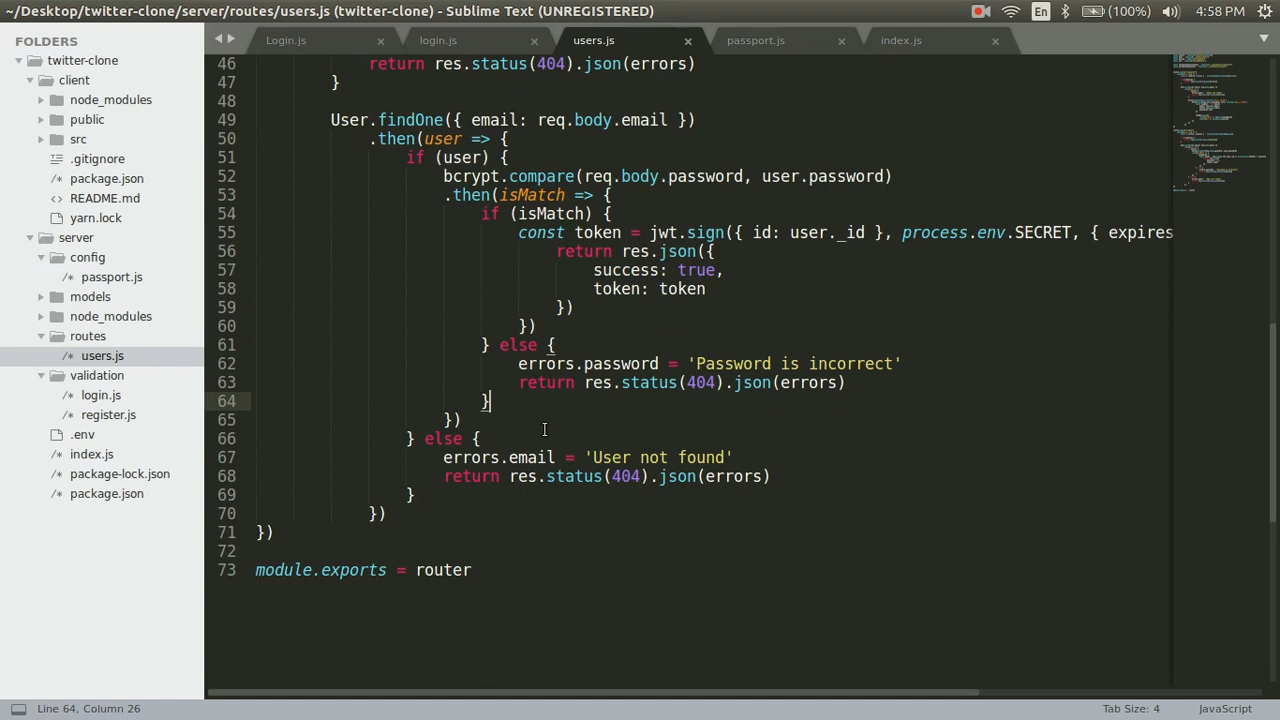 ~/Desktop/twitter-clone/server/routes/users.js (twitter-clone) - Sublime Text (UNREGISTERED)
En
(100%)
4:58 PM
FOLDERS
twitter-clone
client
node_modules
public
src
.gitignore
package.json
README.md
yarn.lock
server
config
passport.js
models
node_modules
routes
users.js
validation
login.js
register.js
.env
index.js
package-lock.json
package.json
Login.js
login.js
users.js
passport.js
index.js
46 return res.status(404).json(errors)
47 }
48
49 User.findOne({ email: req.body.email })
50 .then(user => {
51 if (user) {
52 bcrypt.compare(req.body.password, user.password)
53 .then(isMatch => {
54 if (isMatch) {
55 const token = jwt.sign({ id: user._id }, process.env.SECRET, { expires
56 return res.json({
57 success: true,
58 token: token
59 })
60 })
61 } else {
62 errors.password = 'Password is incorrect'
63 return res.status(404).json(errors)
64 }
65 })
66 } else {
67 errors.email = 'User not found'
68 return res.status(404).json(errors)
69 }
70 })
71 })
72
73 module.exports = router
Line 64, Column 26
Tab Size: 4
JavaScript